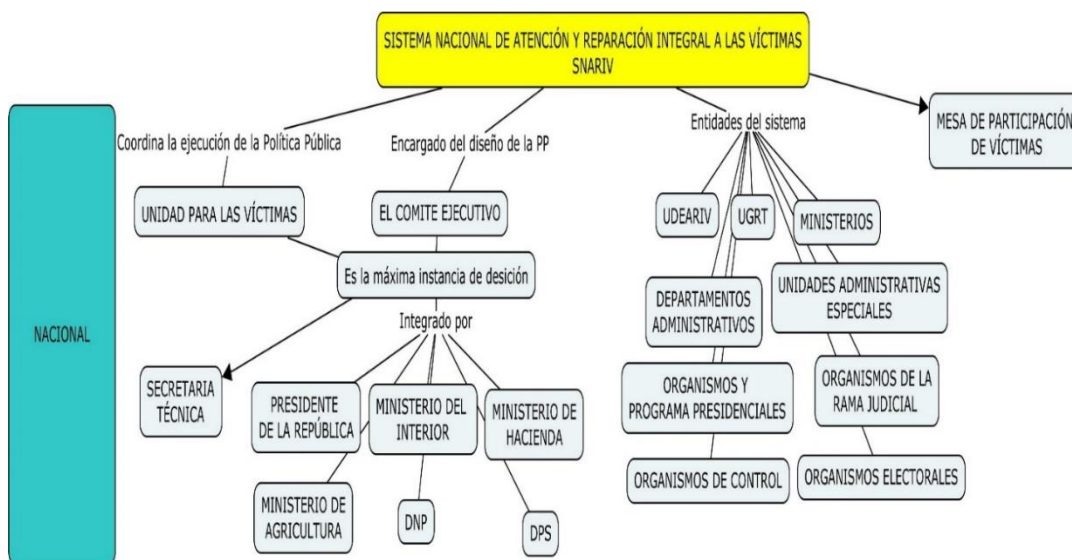 SISTEMA NACIONAL DE ATENCIÓN Y REPARACIÓN INTEGRAL A LAS VÍCTIMAS
SNARIV
Coordina la ejecución de la Política Pública
Encargado del diseño de la PP
Entidades del sistema
MESA DE PARTICIPACIÓN
DE VÍCTIMAS
UNIDAD PARA LAS VÍCTIMAS
EL COMITE EJECUTIVO
UDEARIV
UGRT
MINISTERIOS
Es la máxima instancia de desición
DEPARTAMENTOS
ADMINISTRATIVOS
UNIDADES ADMINISTRATIVAS
ESPECIALES
NACIONAL
Integrado por
SECRETARIA
TÉCNICA
PRESIDENTE
DE LA REPÚBLICA
MINISTERIO DEL
INTERIOR
MINISTERIO DE
HACIENDA
ORGANISMOS Y
PROGRAMA PRESIDENCIALES
ORGANISMOS DE LA
RAMA JUDICIAL
MINISTERIO DE
AGRICULTURA
DNP
DPS
ORGANISMOS DE CONTROL
ORGANISMOS ELECTORALES